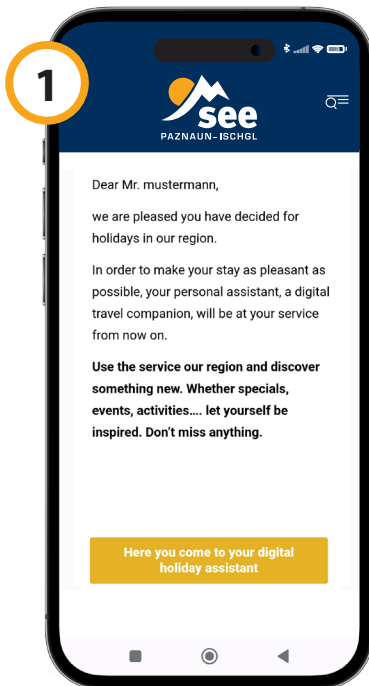 1
see
PAZNAUN-ISCHGL
Dear Mr. mustermann,
we are pleased you have decided for
holidays in our region.
In order to make your stay as pleasant as
possible, your personal assistant, a digital
travel companion, will be at your service
from now on.
Use the service our region and discover
something new. Whether specials,
events, activities.... let yourself be
inspired. Don't miss anything.
Here you come to your digital
holiday assistant